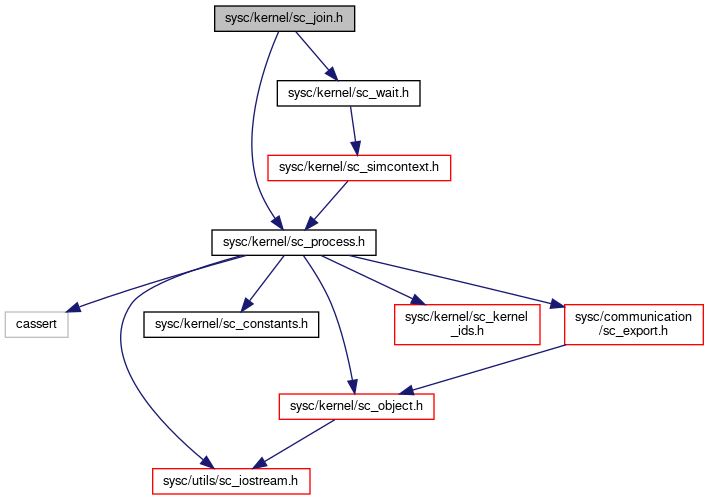 sysc/kernel/sc_join.h
sysc/kernel/sc_wait.h
sysc/kernel/sc_simcontext.h
sysc/kernel/sc_process.h
cassert
sysc/kernel/sc_constants.h
sysc/kernel/sc_kernel
_ids.h
sysc/communication
/sc_export.h
sysc/kernel/sc_object.h
sysc/utils/sc_iostream.h